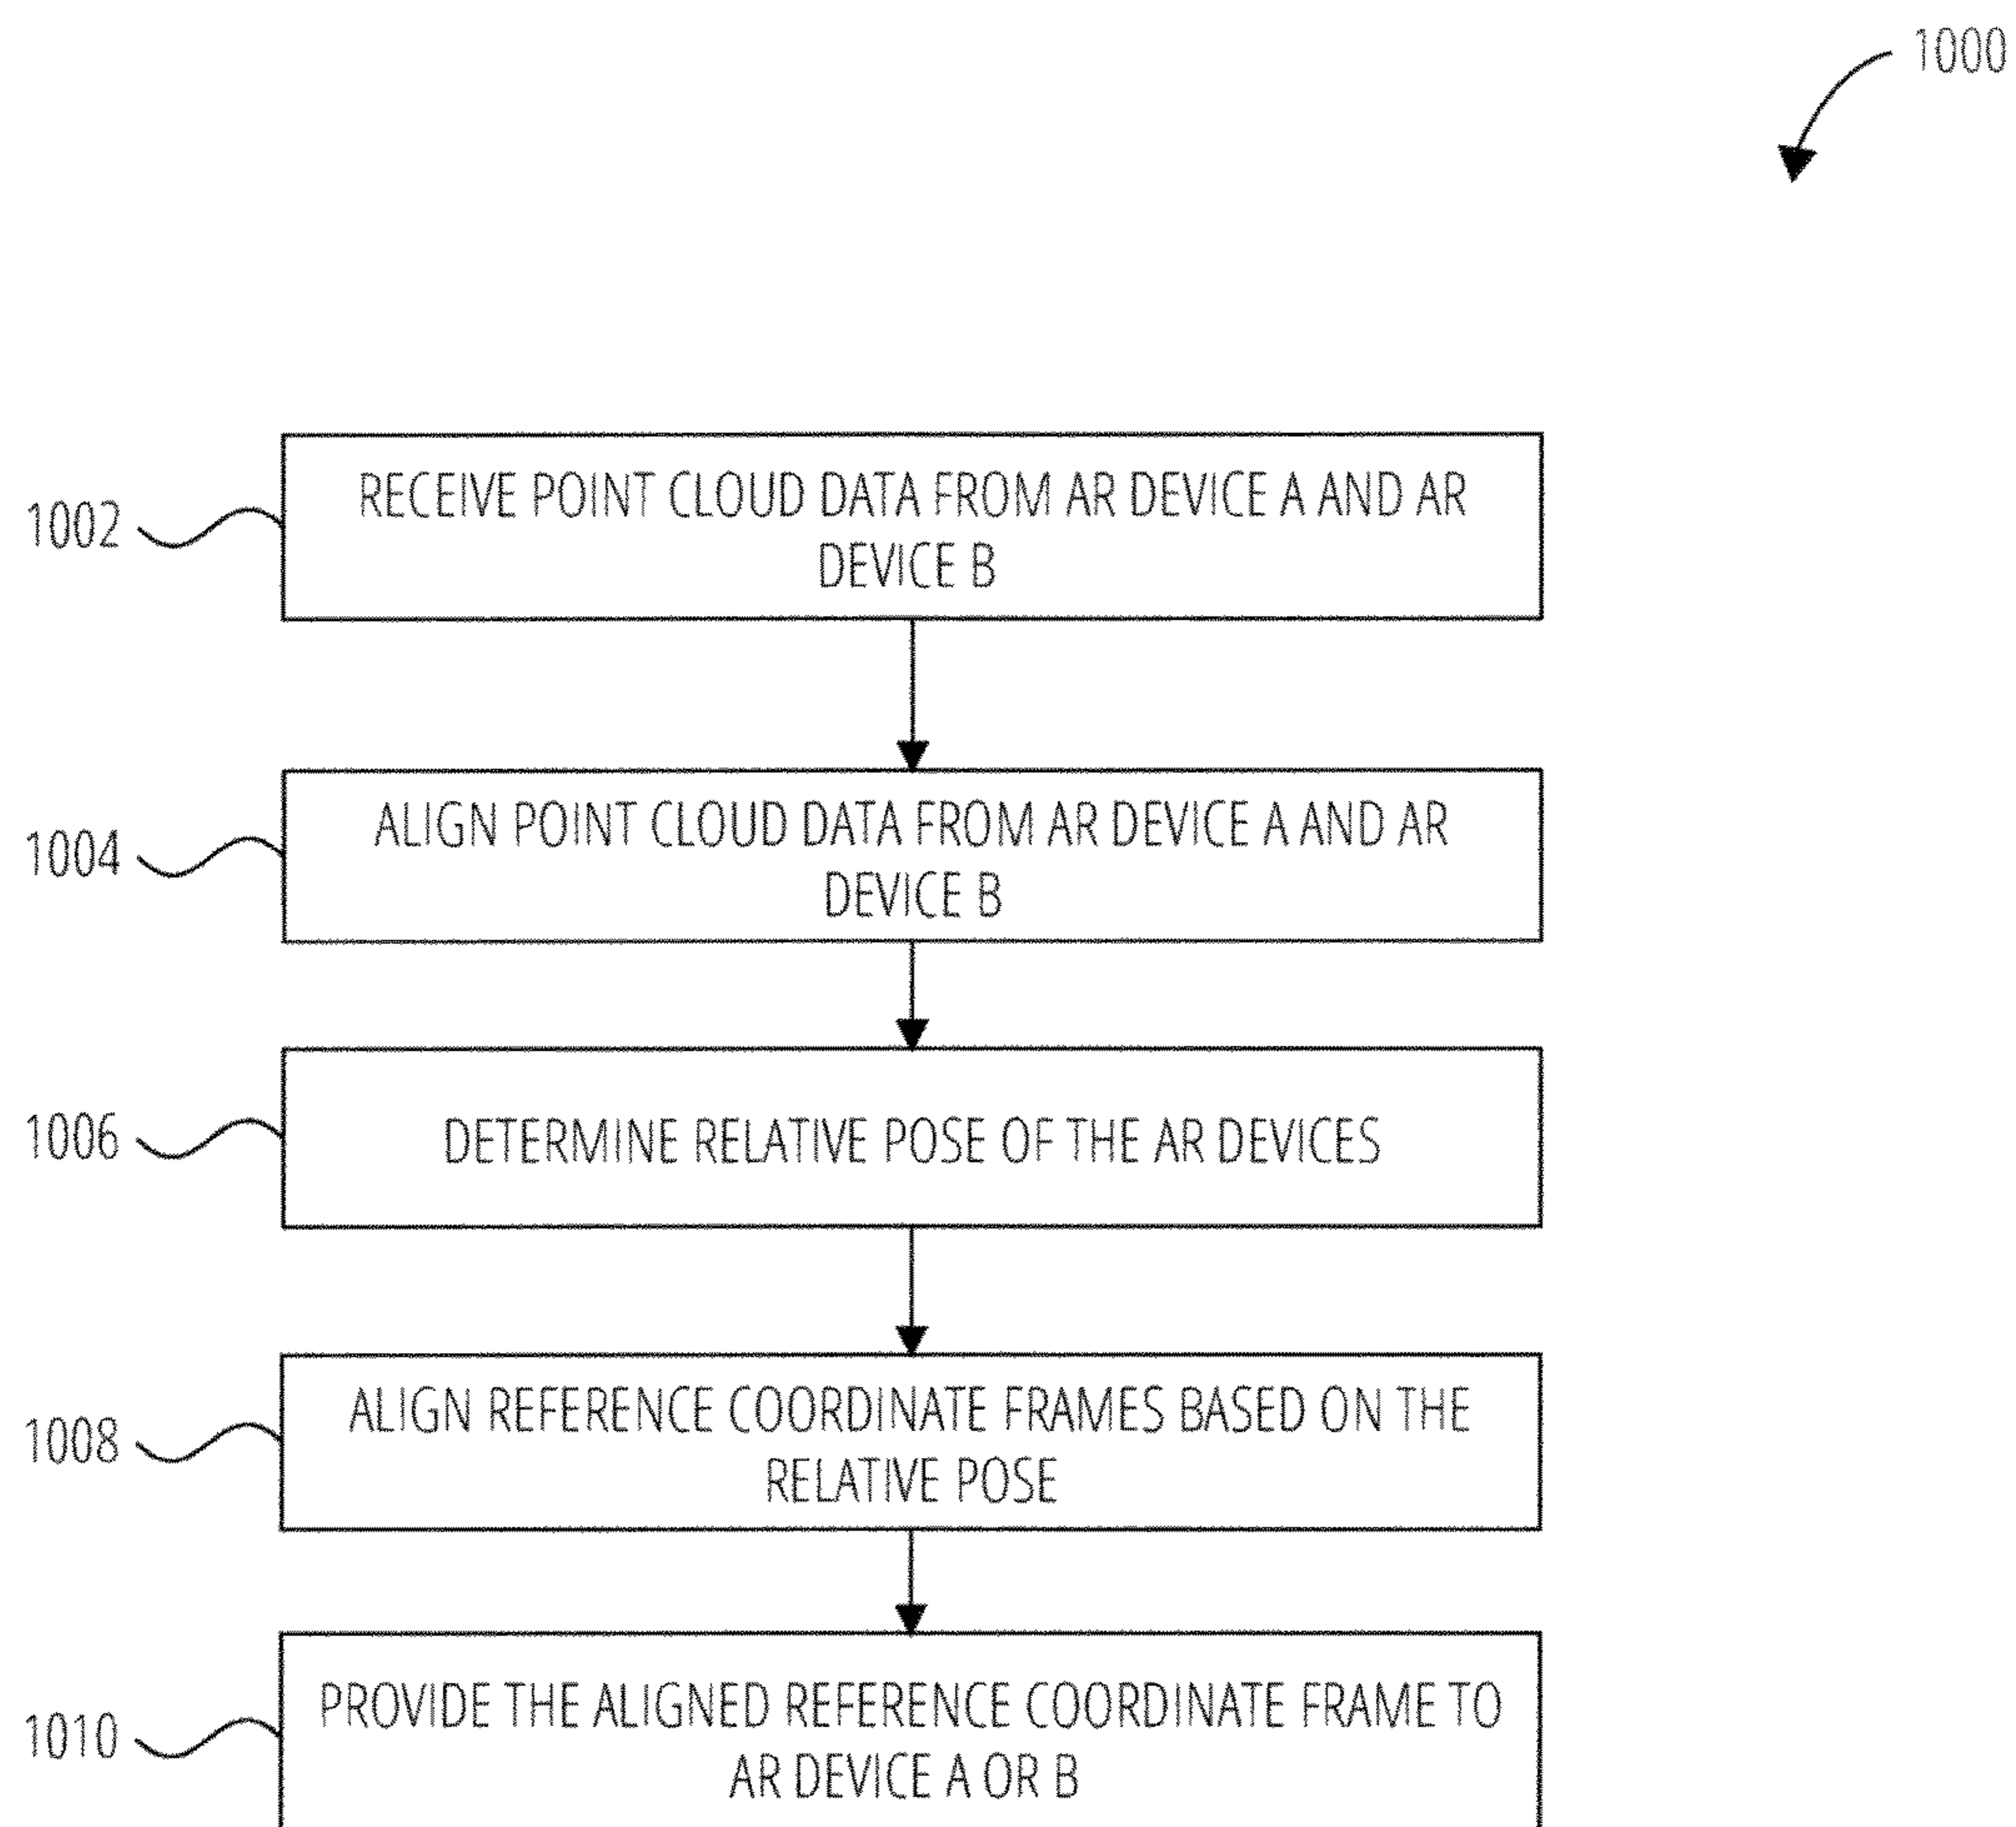 1000
1002
RECEIVE POINT CLOUD DATA FROM AR DEVICE A AND AR
DEVICE B
1004
ALIGN POINT CLOUD DATA FROM AR DEVICE A AND AR
DEVICE B
1006
DETERMINE RELATIVE POSE OF THE AR DEVICES
1008
ALIGN REFERENCE COORDINATE FRAMES BASED ON THE
RELATIVE POSE
1010
PROVIDE THE ALIGNED REFERENCE COORDINATE FRAME TO
AR DEVICE A OR B